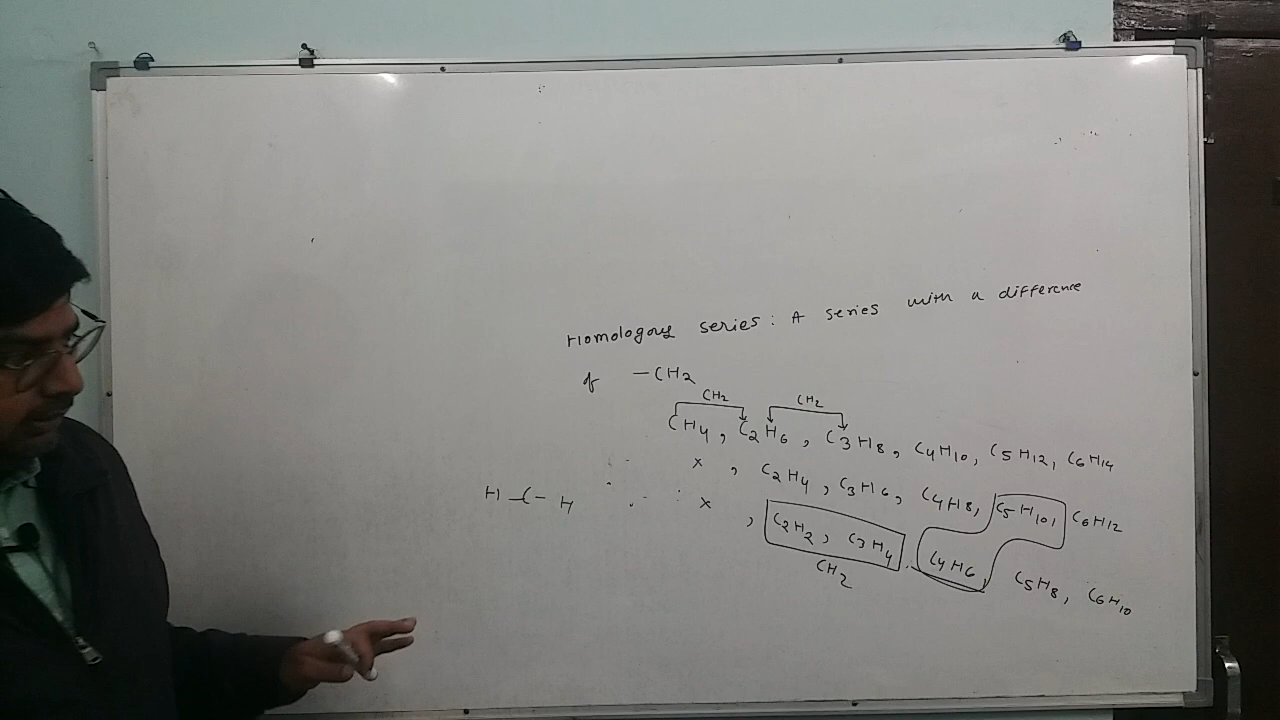 Homologous series: A series with a difference
of -CH2
CH2 CH2
CH4, C2H6, C3H8, C4H10, C5H12, C6H14
x, C2H4, C3H6, C4H8, C5H10, C6H12
H-C-H
x, C2H2, C3H4, C4H6 C5H8, C6H10
CH2